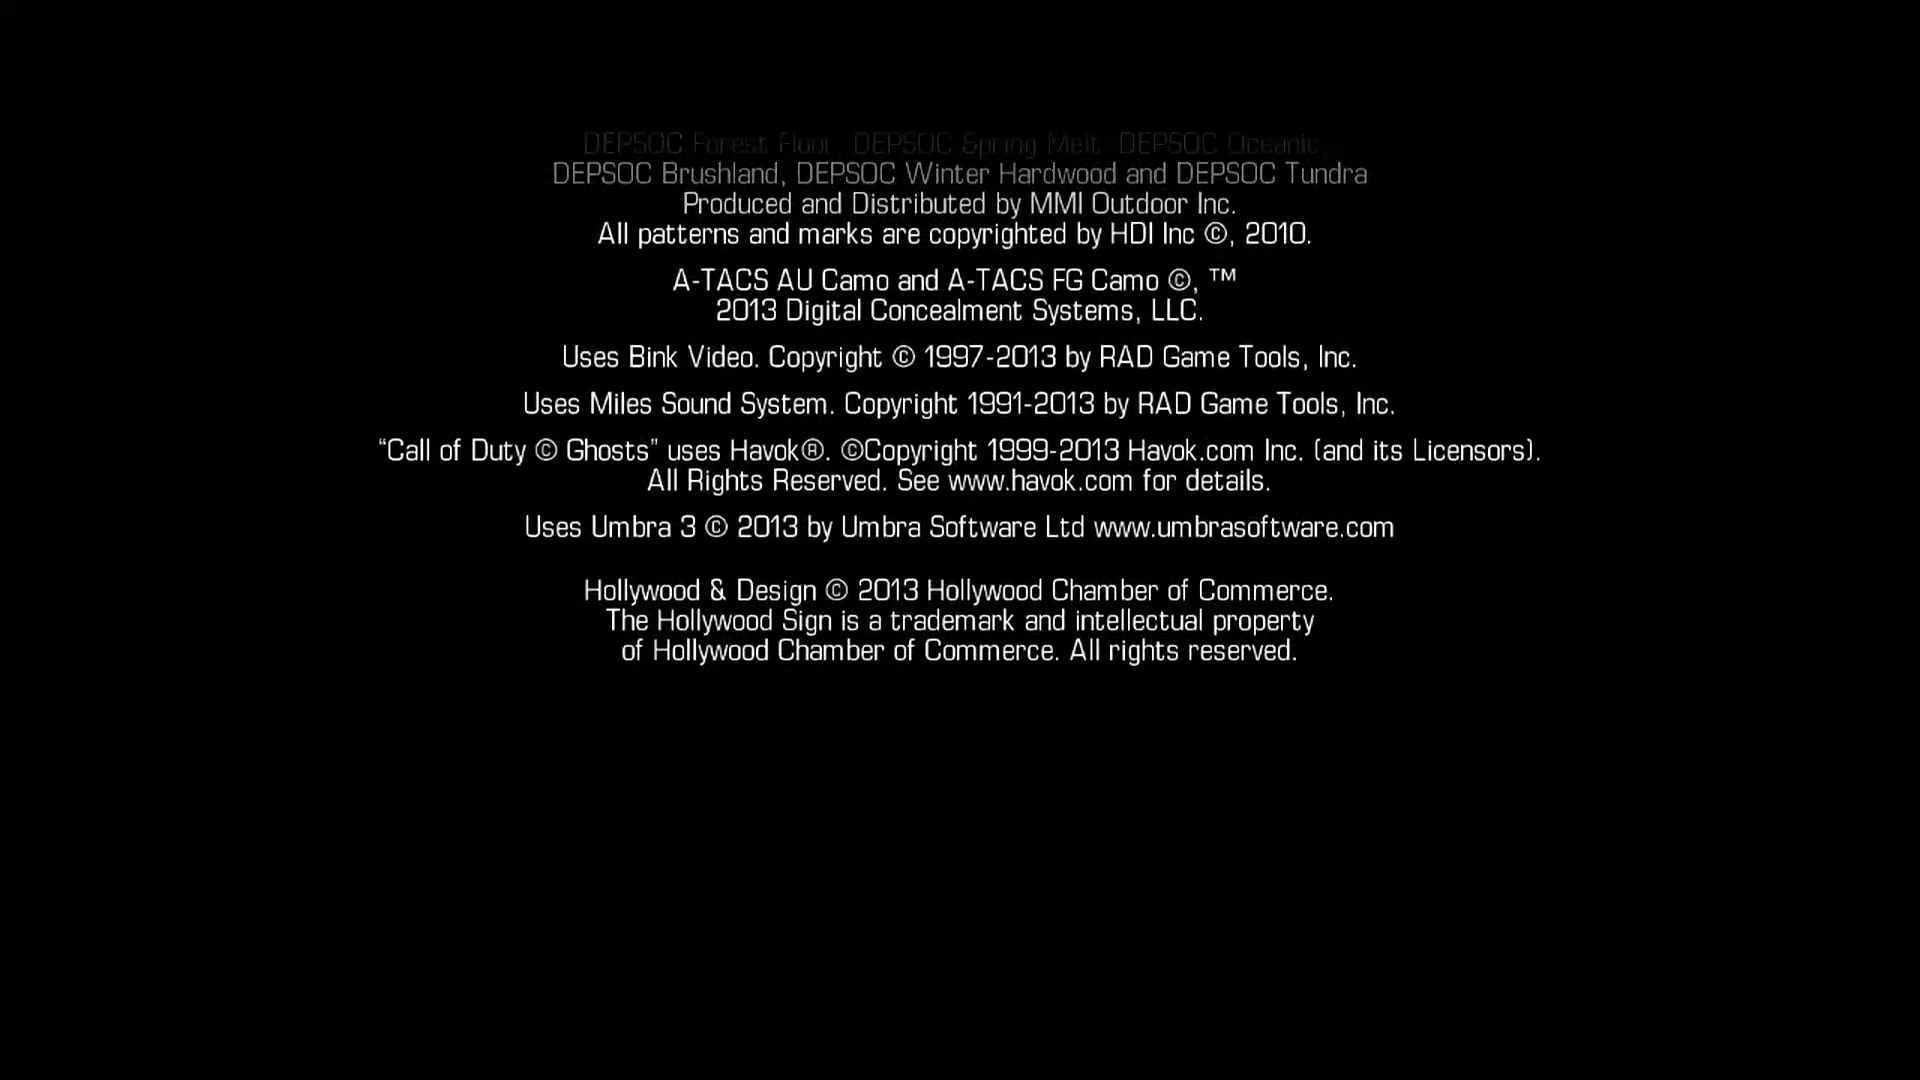 DEPSOC Forest Floor, DEPSOC Spring Melt, DEPSOC Oceanic,
DEPSOC Brushland, DEPSOC Winter Hardwood and DEPSOC Tundra
Produced and Distributed by MMI Outdoor Inc.
All patterns and marks are copyrighted by HDI Inc ©, 2010.
A-TACS AU Camo and A-TACS FG Camo ©, ™
2013 Digital Concealment Systems, LLC.
Uses Bink Video. Copyright © 1997-2013 by RAD Game Tools, Inc.
Uses Miles Sound System. Copyright 1991-2013 by RAD Game Tools, Inc.
“Call of Duty © Ghosts” uses Havok®. ©Copyright 1999-2013 Havok.com Inc. (and its Licensors).
All Rights Reserved. See www.havok.com for details.
Uses Umbra 3 © 2013 by Umbra Software Ltd www.umbrasoftware.com
Hollywood & Design © 2013 Hollywood Chamber of Commerce.
The Hollywood Sign is a trademark and intellectual property
of Hollywood Chamber of Commerce. All rights reserved.